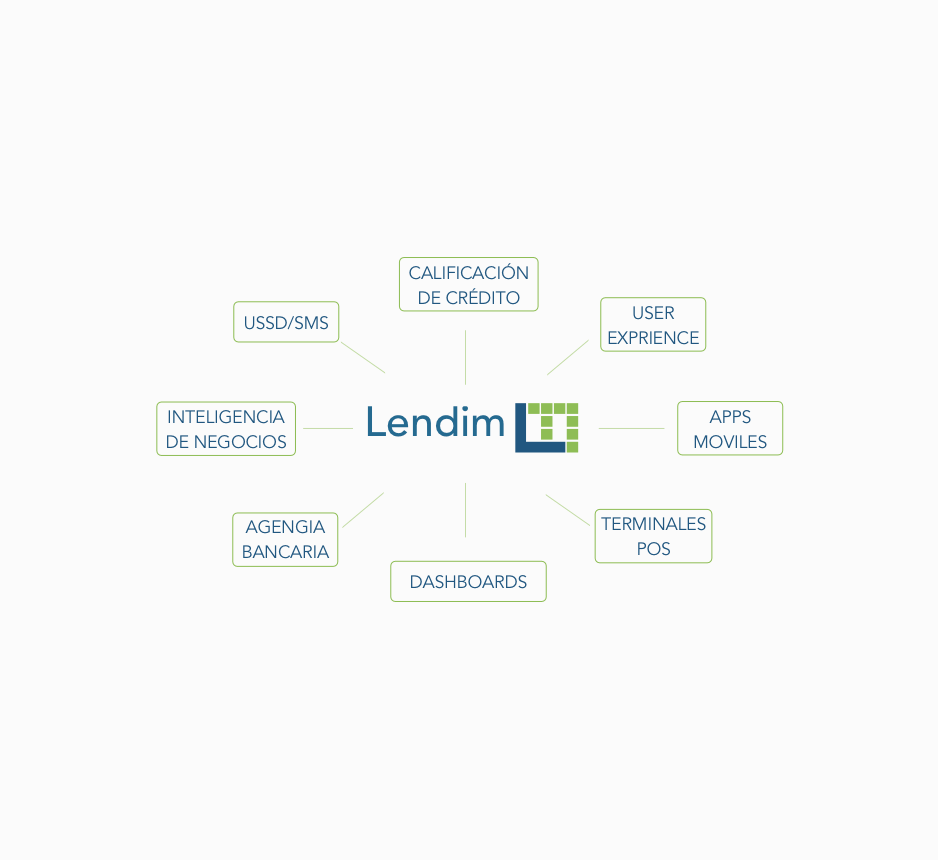 CALIFICACIÓN
DE CRÉDITO
USER
EXPRIENCE
USSD/SMS
INTELIGENCIA
DE NEGOCIOS
Lendim
APPS
MOVILES
AGENGIA
BANCARIA
TERMINALES
POS
DASHBOARDS